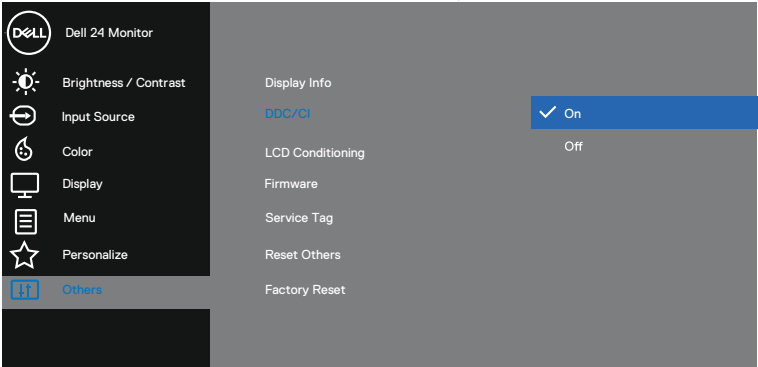 DELL
Dell 24 Monitor
Brightness / Contrast
Input Source
Color
Display
Menu
Personalize
Others
Display Info
DDC/CI
LCD Conditioning
Firmware
Service Tag
Reset Others
Factory Reset
On
Off